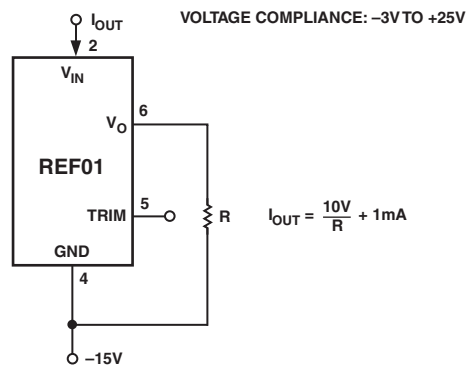 VOLTAGE COMPLIANCE: –3V TO +25V
IOUT
2
VIN
6
VO
REF01
5
TRIM
R
IOUT = 10V/R + 1mA
GND
4
–15V